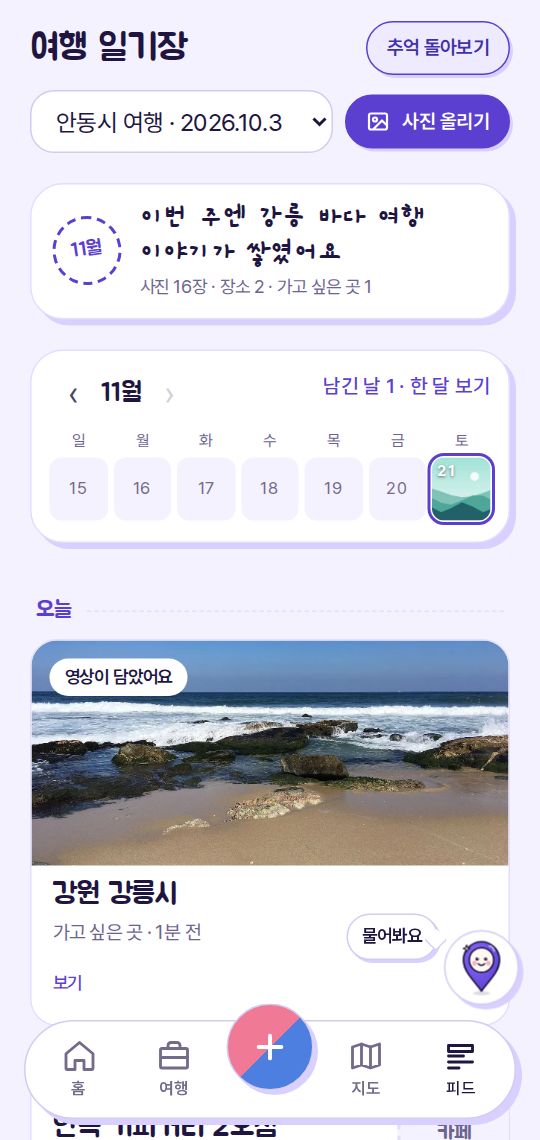 여행 일기장
추억 돌아보기
안동시 여행 · 2026.10.3
사진 올리기
11월
이번 주엔 강릉 바다 여행
이야기가 쌓였어요
사진 16장 · 장소 2 · 가고 싶은 곳 1
‹ 11월 ›
남긴 날 1 · 한 달 보기
일 월 화 수 목 금 토
15 16 17 18 19 20 21
오늘
영상이 담았어요
강원 강릉시
가고 싶은 곳 · 1분 전
물어봐요
보기
홈
여행
지도
피드
카페